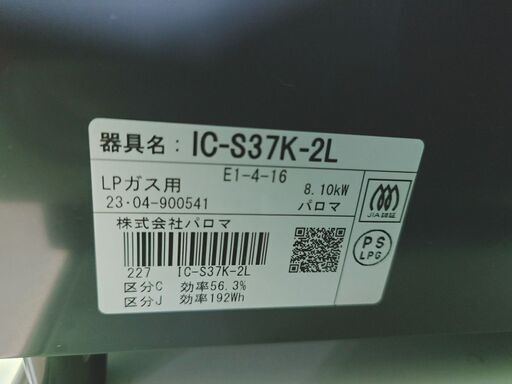 器具名：IC-S37K-2L
E1-4-16
LPガス用 8.10kW
23·04-900541 パロマ
株式会社パロマ
JIA認証
PS
LPG
227 IC-S37K-2L
区分C 効率56.3%
区分J 効率192Wh